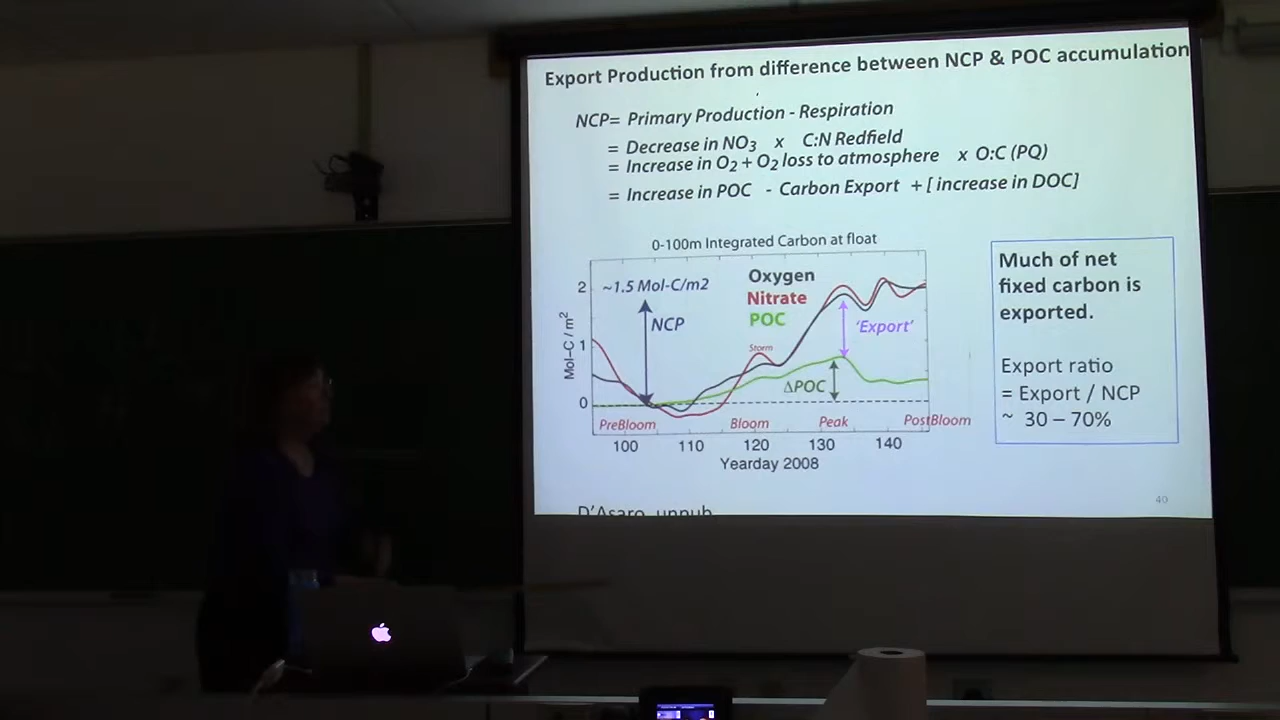 Export Production from difference between NCP & POC accumulation
NCP= Primary Production - Respiration
= Decrease in NO3 x C:N Redfield
= Increase in O2 + O2 loss to atmosphere x O:C (PQ)
= Increase in POC - Carbon Export + [ increase in DOC]
0-100m Integrated Carbon at float
Mol-C / m2
2
1
0
~1.5 Mol-C/m2
NCP
Oxygen
Nitrate
POC
Storm
'Export'
ΔPOC
PreBloom Bloom Peak PostBloom
100 110 120 130 140
Yearday 2008
Much of net
fixed carbon is
exported.
Export ratio
= Export / NCP
~ 30 – 70%
D'Asaro, unpub
40